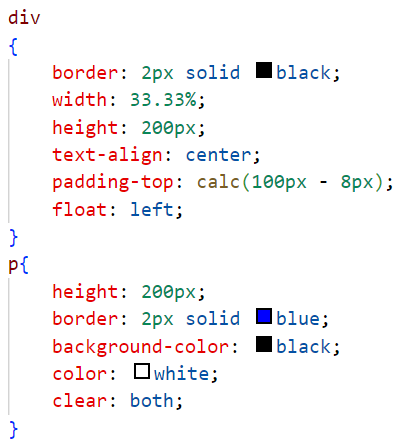 div
{
    border: 2px solid black;
    width: 33.33%;
    height: 200px;
    text-align: center;
    padding-top: calc(100px - 8px);
    float: left;
}
p{
    height: 200px;
    border: 2px solid blue;
    background-color: black;
    color: white;
    clear: both;
}